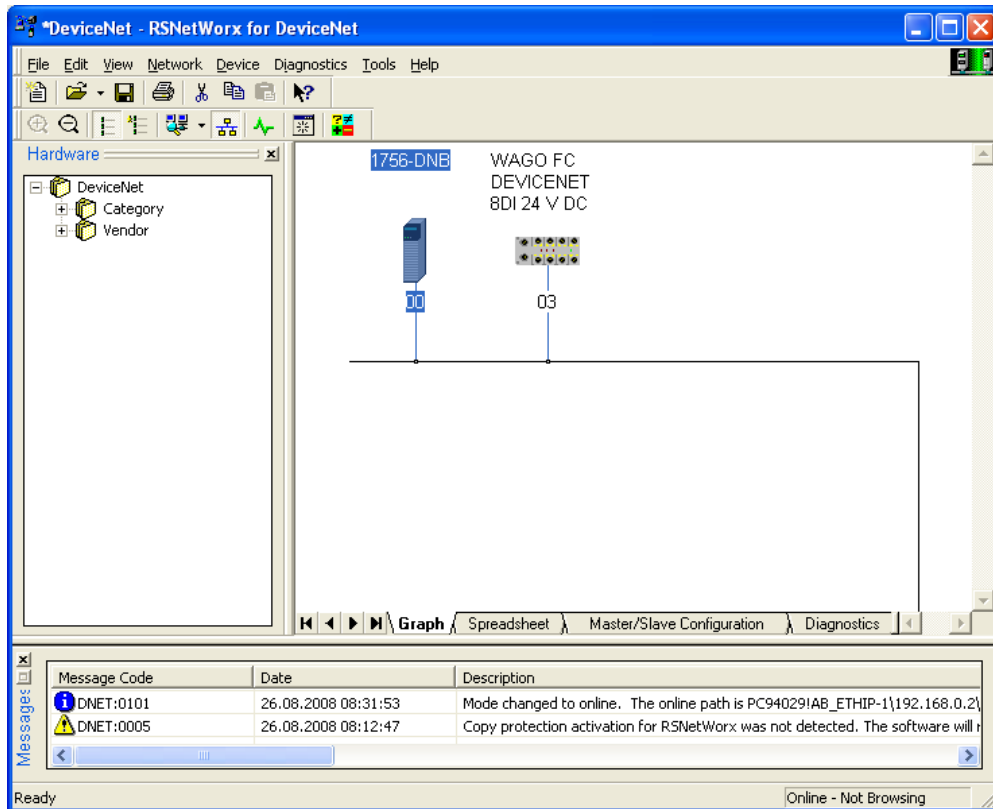 *DeviceNet - RSNetWorx for DeviceNet
File Edit View Network Device Diagnostics Tools Help
Hardware
DeviceNet
Category
Vendor
1756-DNB
WAGO FC
DEVICENET
8DI 24 V DC
00
03
Graph Spreadsheet Master/Slave Configuration Diagnostics
Messages
Message Code Date Description
DNET:0101 26.08.2008 08:31:53 Mode changed to online. The online path is PC94029!AB_ETHIP-1\192.168.0.2\
DNET:0005 26.08.2008 08:12:47 Copy protection activation for RSNetWorx was not detected. The software will
Ready Online - Not Browsing